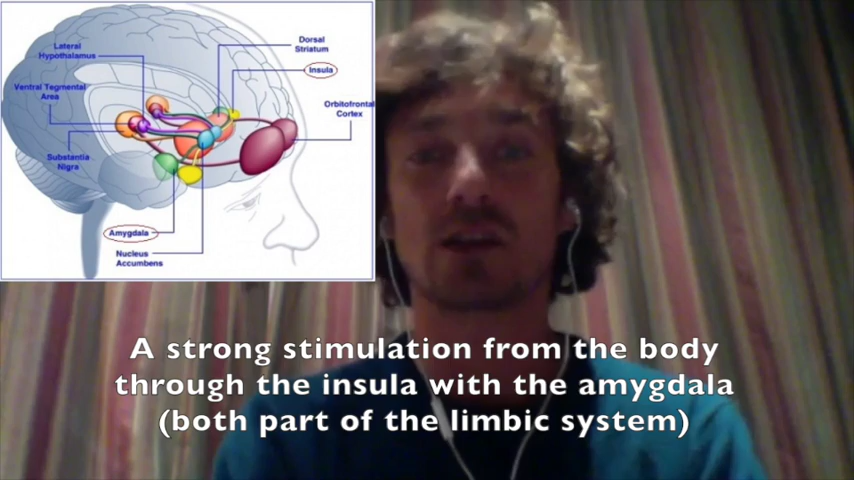 Lateral
Hypothalamus
Dorsal
Striatum
Insula
Ventral Tegmental
Area
Orbitofrontal
Cortex
Substantia
Nigra
Amygdala
Nucleus
Accumbens
A strong stimulation from the body
through the insula with the amygdala
(both part of the limbic system)